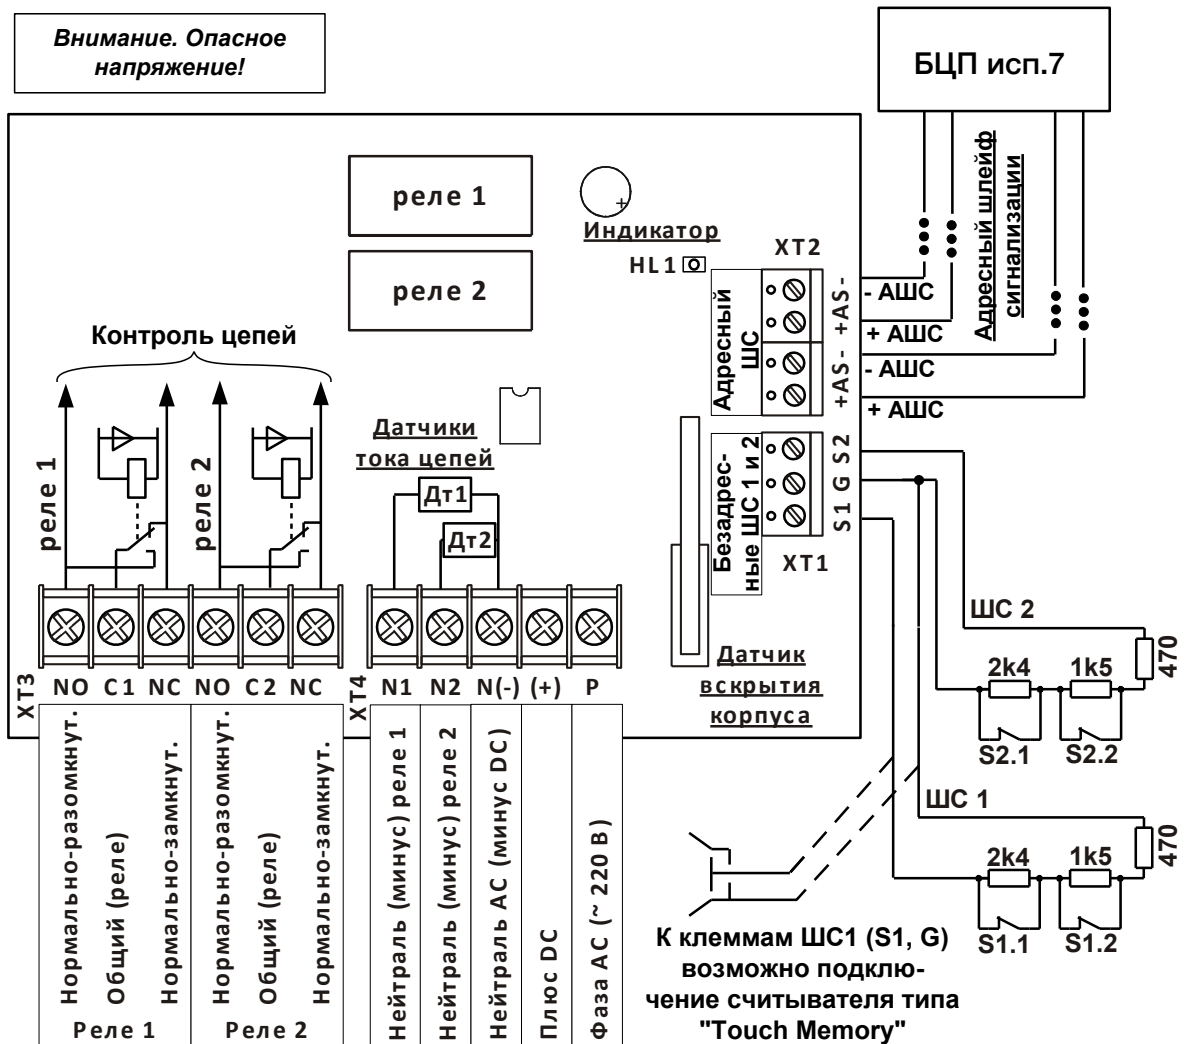 Внимание. Опасное
напряжение!
БЦП исп.7
Адресный шлейф
сигнализации
реле 1
реле 2
+
Индикатор
HL1
XT2
Адресный
ШС
+AS-
+AS-
- АШС
+ АШС
- АШС
+ АШС
Контроль цепей
реле 1
реле 2
Датчики
тока цепей
Дт1
Дт2
Безадрес-
ные ШС 1 и 2
S1 G S2
XT1
Датчик
вскрытия
корпуса
XT3
NO C1 NC NO C2 NC
XT4
N1 N2 N(-) (+) P
Нормально-разомкнут.
Общий (реле)
Нормально-замкнут.
Нормально-разомкнут.
Общий (реле)
Нормально-замкнут.
Реле 1
Реле 2
Нейтраль (минус) реле 1
Нейтраль (минус) реле 2
Нейтраль AC (минус DC)
Плюс DC
Фаза AC (~ 220 В)
ШС 2
2k4
1k5
470
S2.1
S2.2
ШС 1
2k4
1k5
470
S1.1
S1.2
К клеммам ШС1 (S1, G)
возможно подклю-
чение считывателя типа
"Touch Memory"